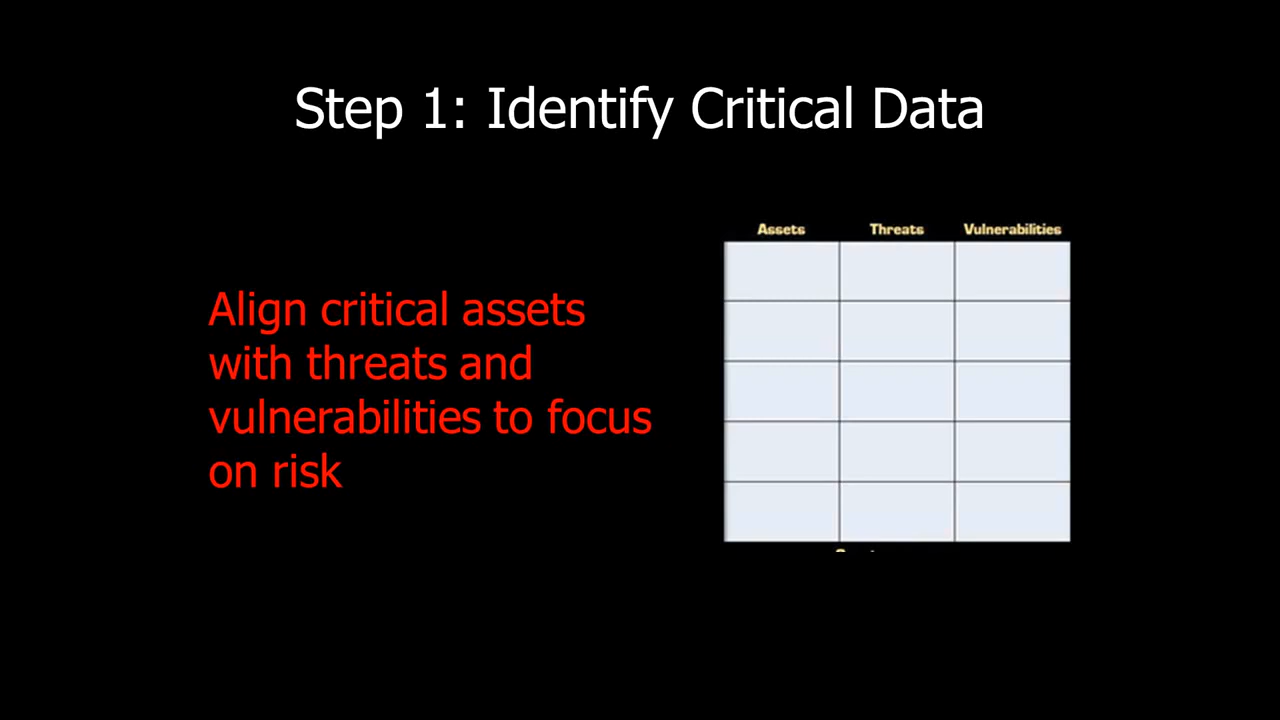 Step 1: Identify Critical Data
Align critical assets
with threats and
vulnerabilities to focus
on risk
Assets Threats Vulnerabilities